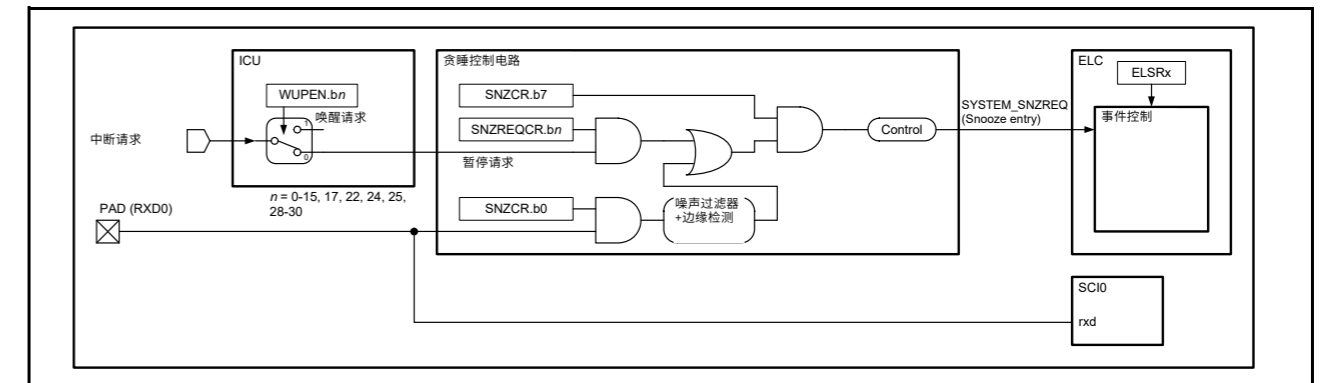 ICU
WUPEN.bn
唤醒请求
1
0
中断请求
n = 0-15, 17, 22, 24, 25,
28-30
PAD (RXD0)
贪睡控制电路
SNZCR.b7
SNZREQCR.bn
暂停请求
SNZCR.b0
噪声过滤器
+边缘检测
Control
SYSTEM_SNZREQ
(Snooze entry)
ELC
ELSRx
事件控制
SCI0
rxd